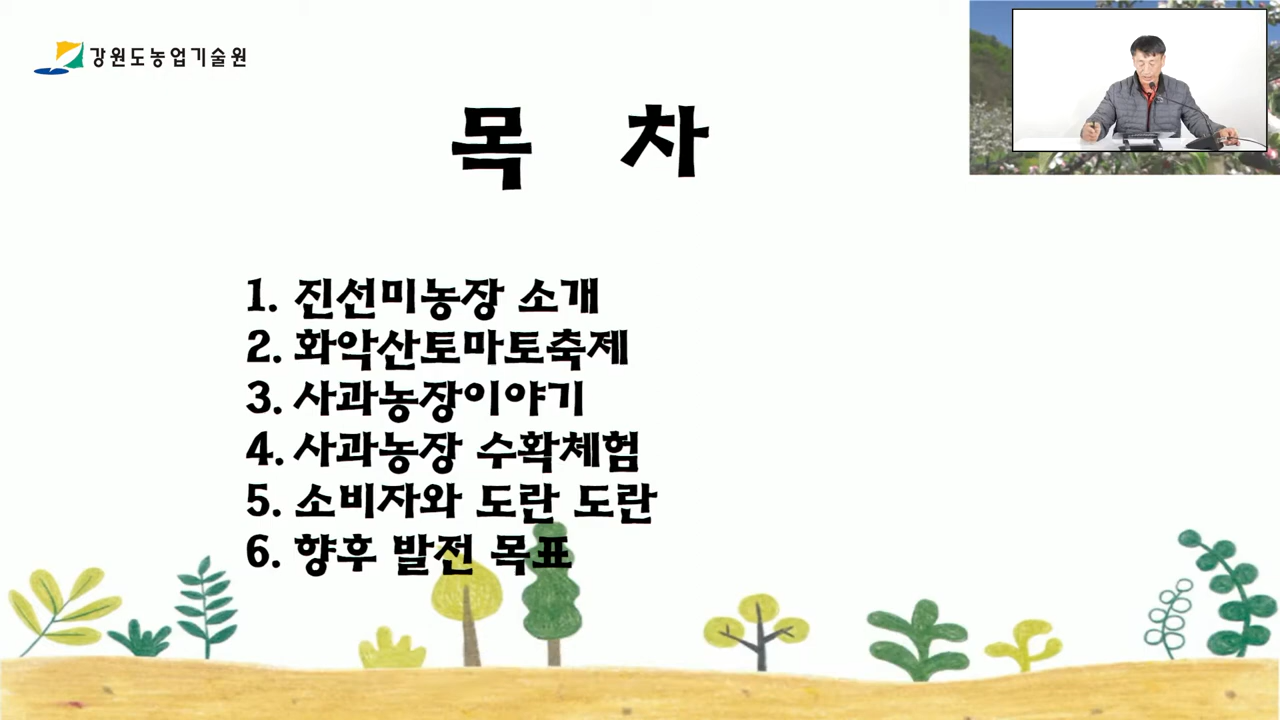 강원도농업기술원
목 차
1. 진선미농장 소개
2. 화악산토마토축제
3. 사과농장이야기
4. 사과농장 수확체험
5. 소비자와 도란 도란
6. 향후 발전 목표